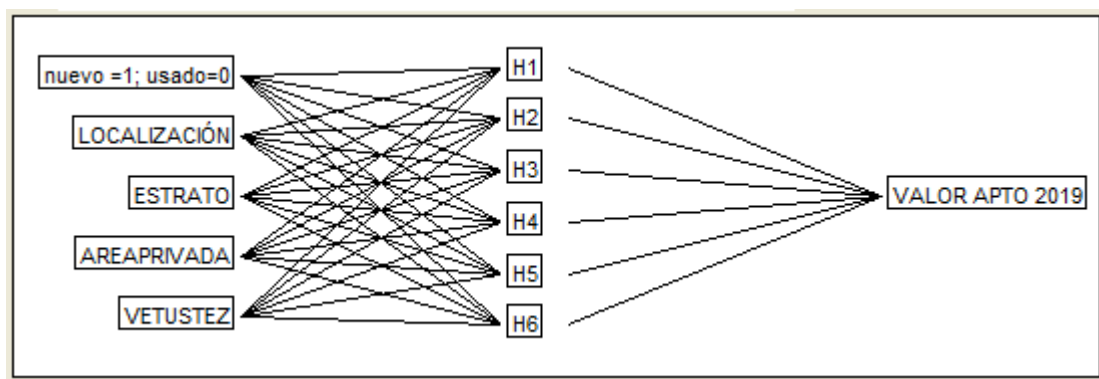 nuevo =1; usado=0
LOCALIZACIÓN
ESTRATO
AREAPRIVADA
VETUSTEZ
H1
H2
H3
H4
H5
H6
VALOR APTO 2019